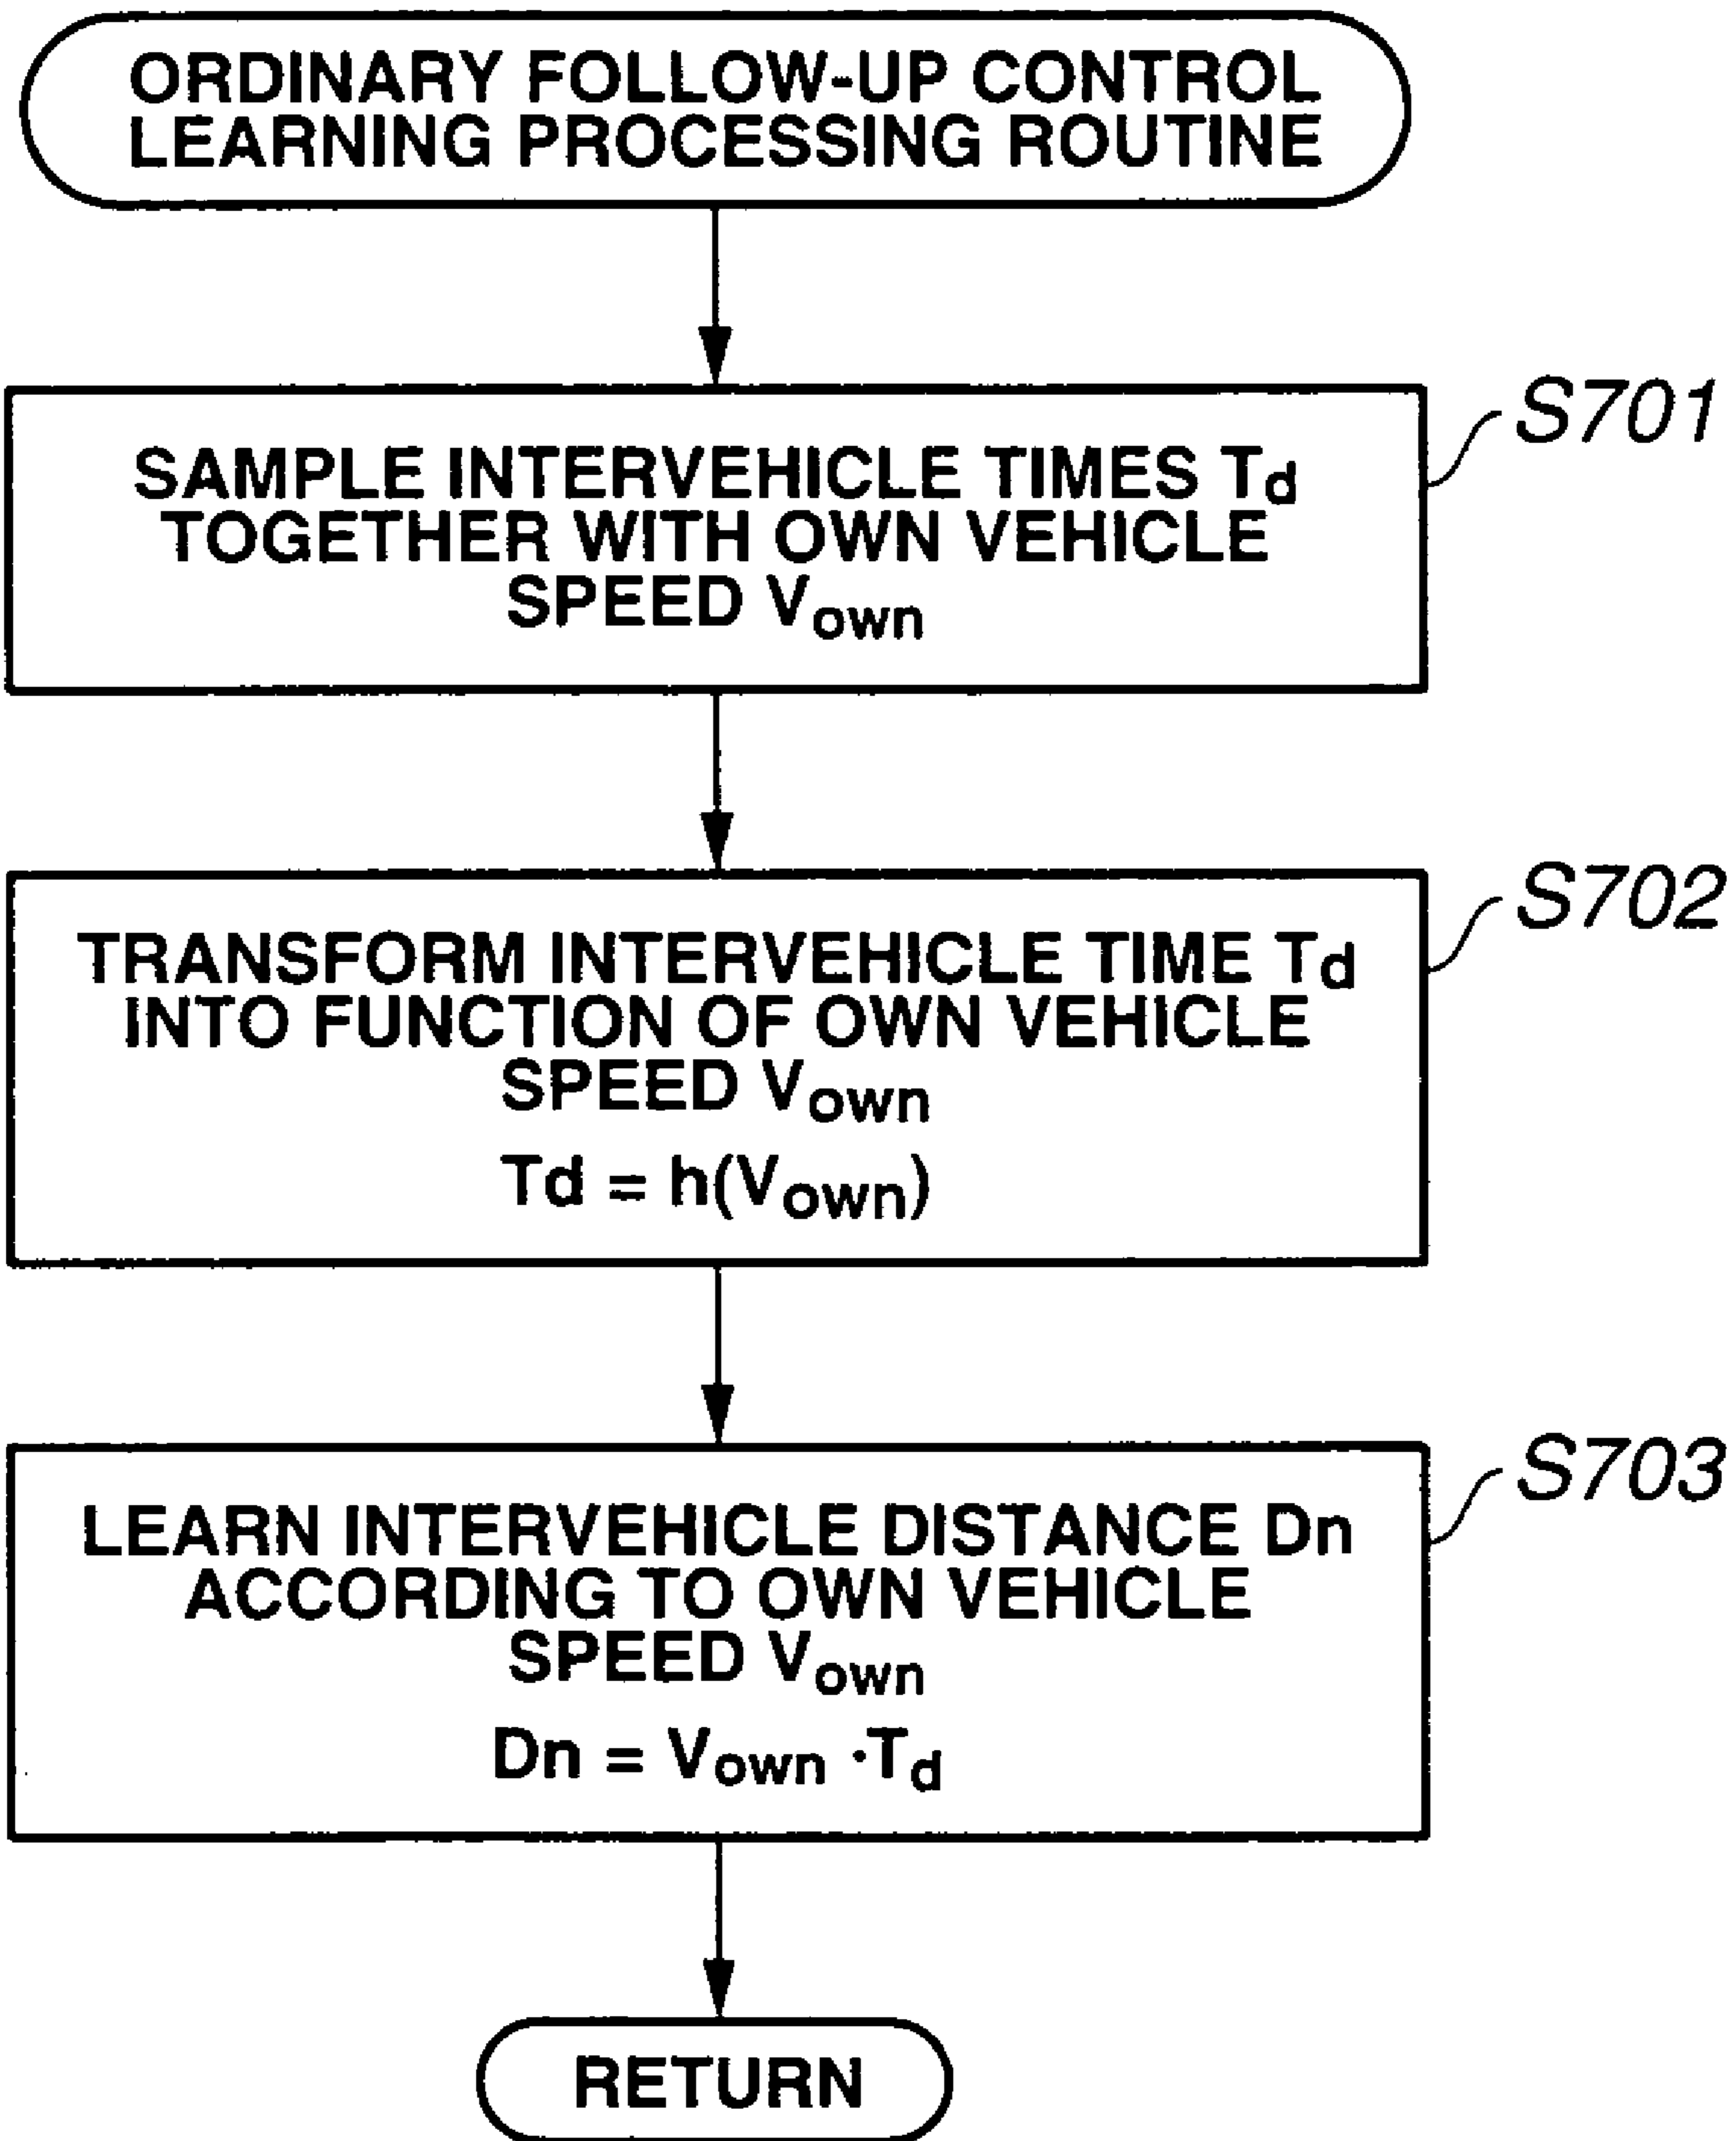 ORDINARY FOLLOW-UP CONTROL
LEARNING PROCESSING ROUTINE
S701
SAMPLE INTERVEHICLE TIMES Td
TOGETHER WITH OWN VEHICLE
SPEED Vown
S702
TRANSFORM INTERVEHICLE TIME Td
INTO FUNCTION OF OWN VEHICLE
SPEED Vown
Td = h(Vown)
S703
LEARN INTERVEHICLE DISTANCE Dn
ACCORDING TO OWN VEHICLE
SPEED Vown
Dn = Vown ·Td
RETURN